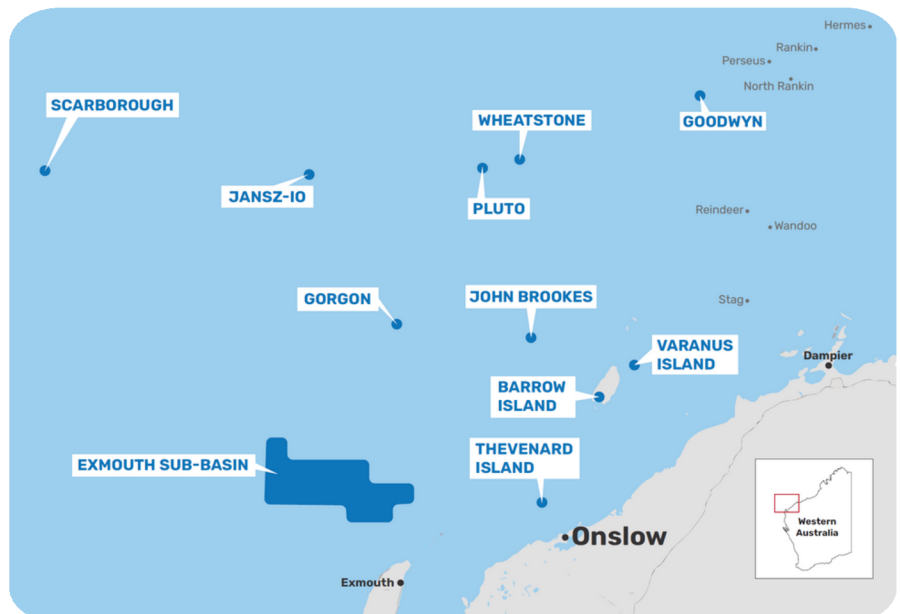 Hermes
Rankin
Perseus
North Rankin
SCARBOROUGH
WHEATSTONE
GOODWYN
JANSZ-IO
PLUTO
Reindeer
Wandoo
GORGON
JOHN BROOKES
Stag
VARANUS
ISLAND
Dampier
BARROW
ISLAND
THEVENARD
ISLAND
EXMOUTH SUB-BASIN
Onslow
Western
Australia
Exmouth